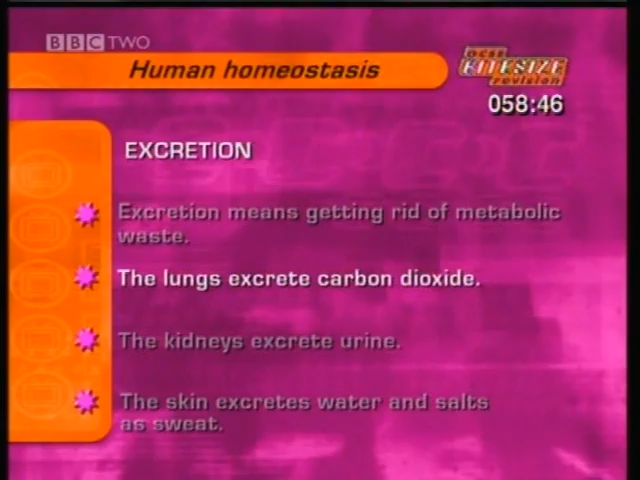 BBC TWO
Human homeostasis
GCSE
BITESIZE
revision
058:46
EXCRETION
Excretion means getting rid of metabolic
waste.
The lungs excrete carbon dioxide.
The kidneys excrete urine.
The skin excretes water and salts
as sweat.